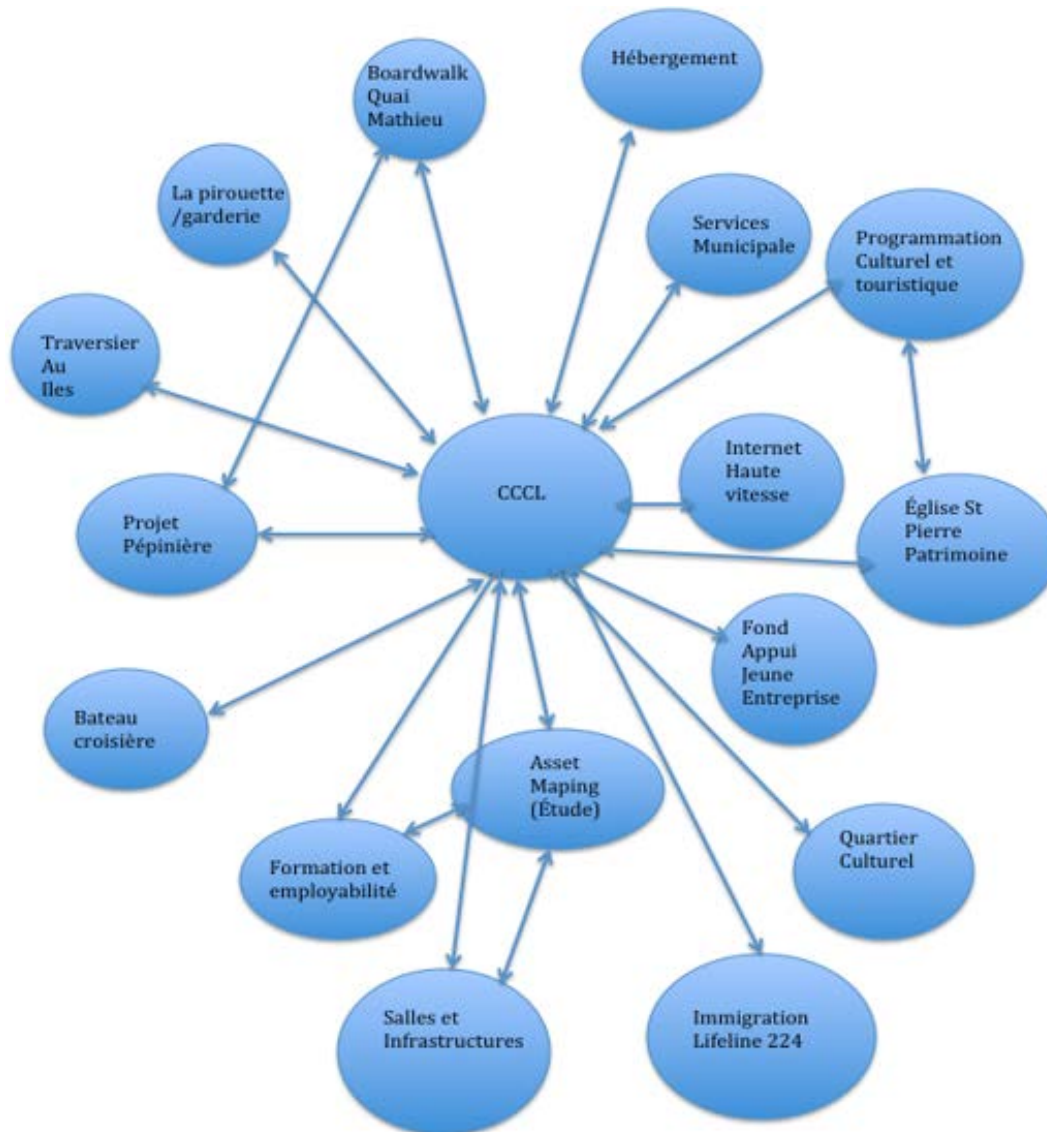 Hébergement
Boardwalk
Quai
Mathieu
La pirouette
/garderie
Services
Municipale
Programmation
Culturel et
touristique
Traversier
Au
Iles
Internet
Haute
vitesse
CCCL
Église St
Pierre
Patrimoine
Projet
Pépinière
Fond
Appui
Jeune
Entreprise
Bateau
croisière
Asset
Maping
(Étude)
Quartier
Culturel
Formation et
employabilité
Salles et
Infrastructures
Immigration
Lifeline 224